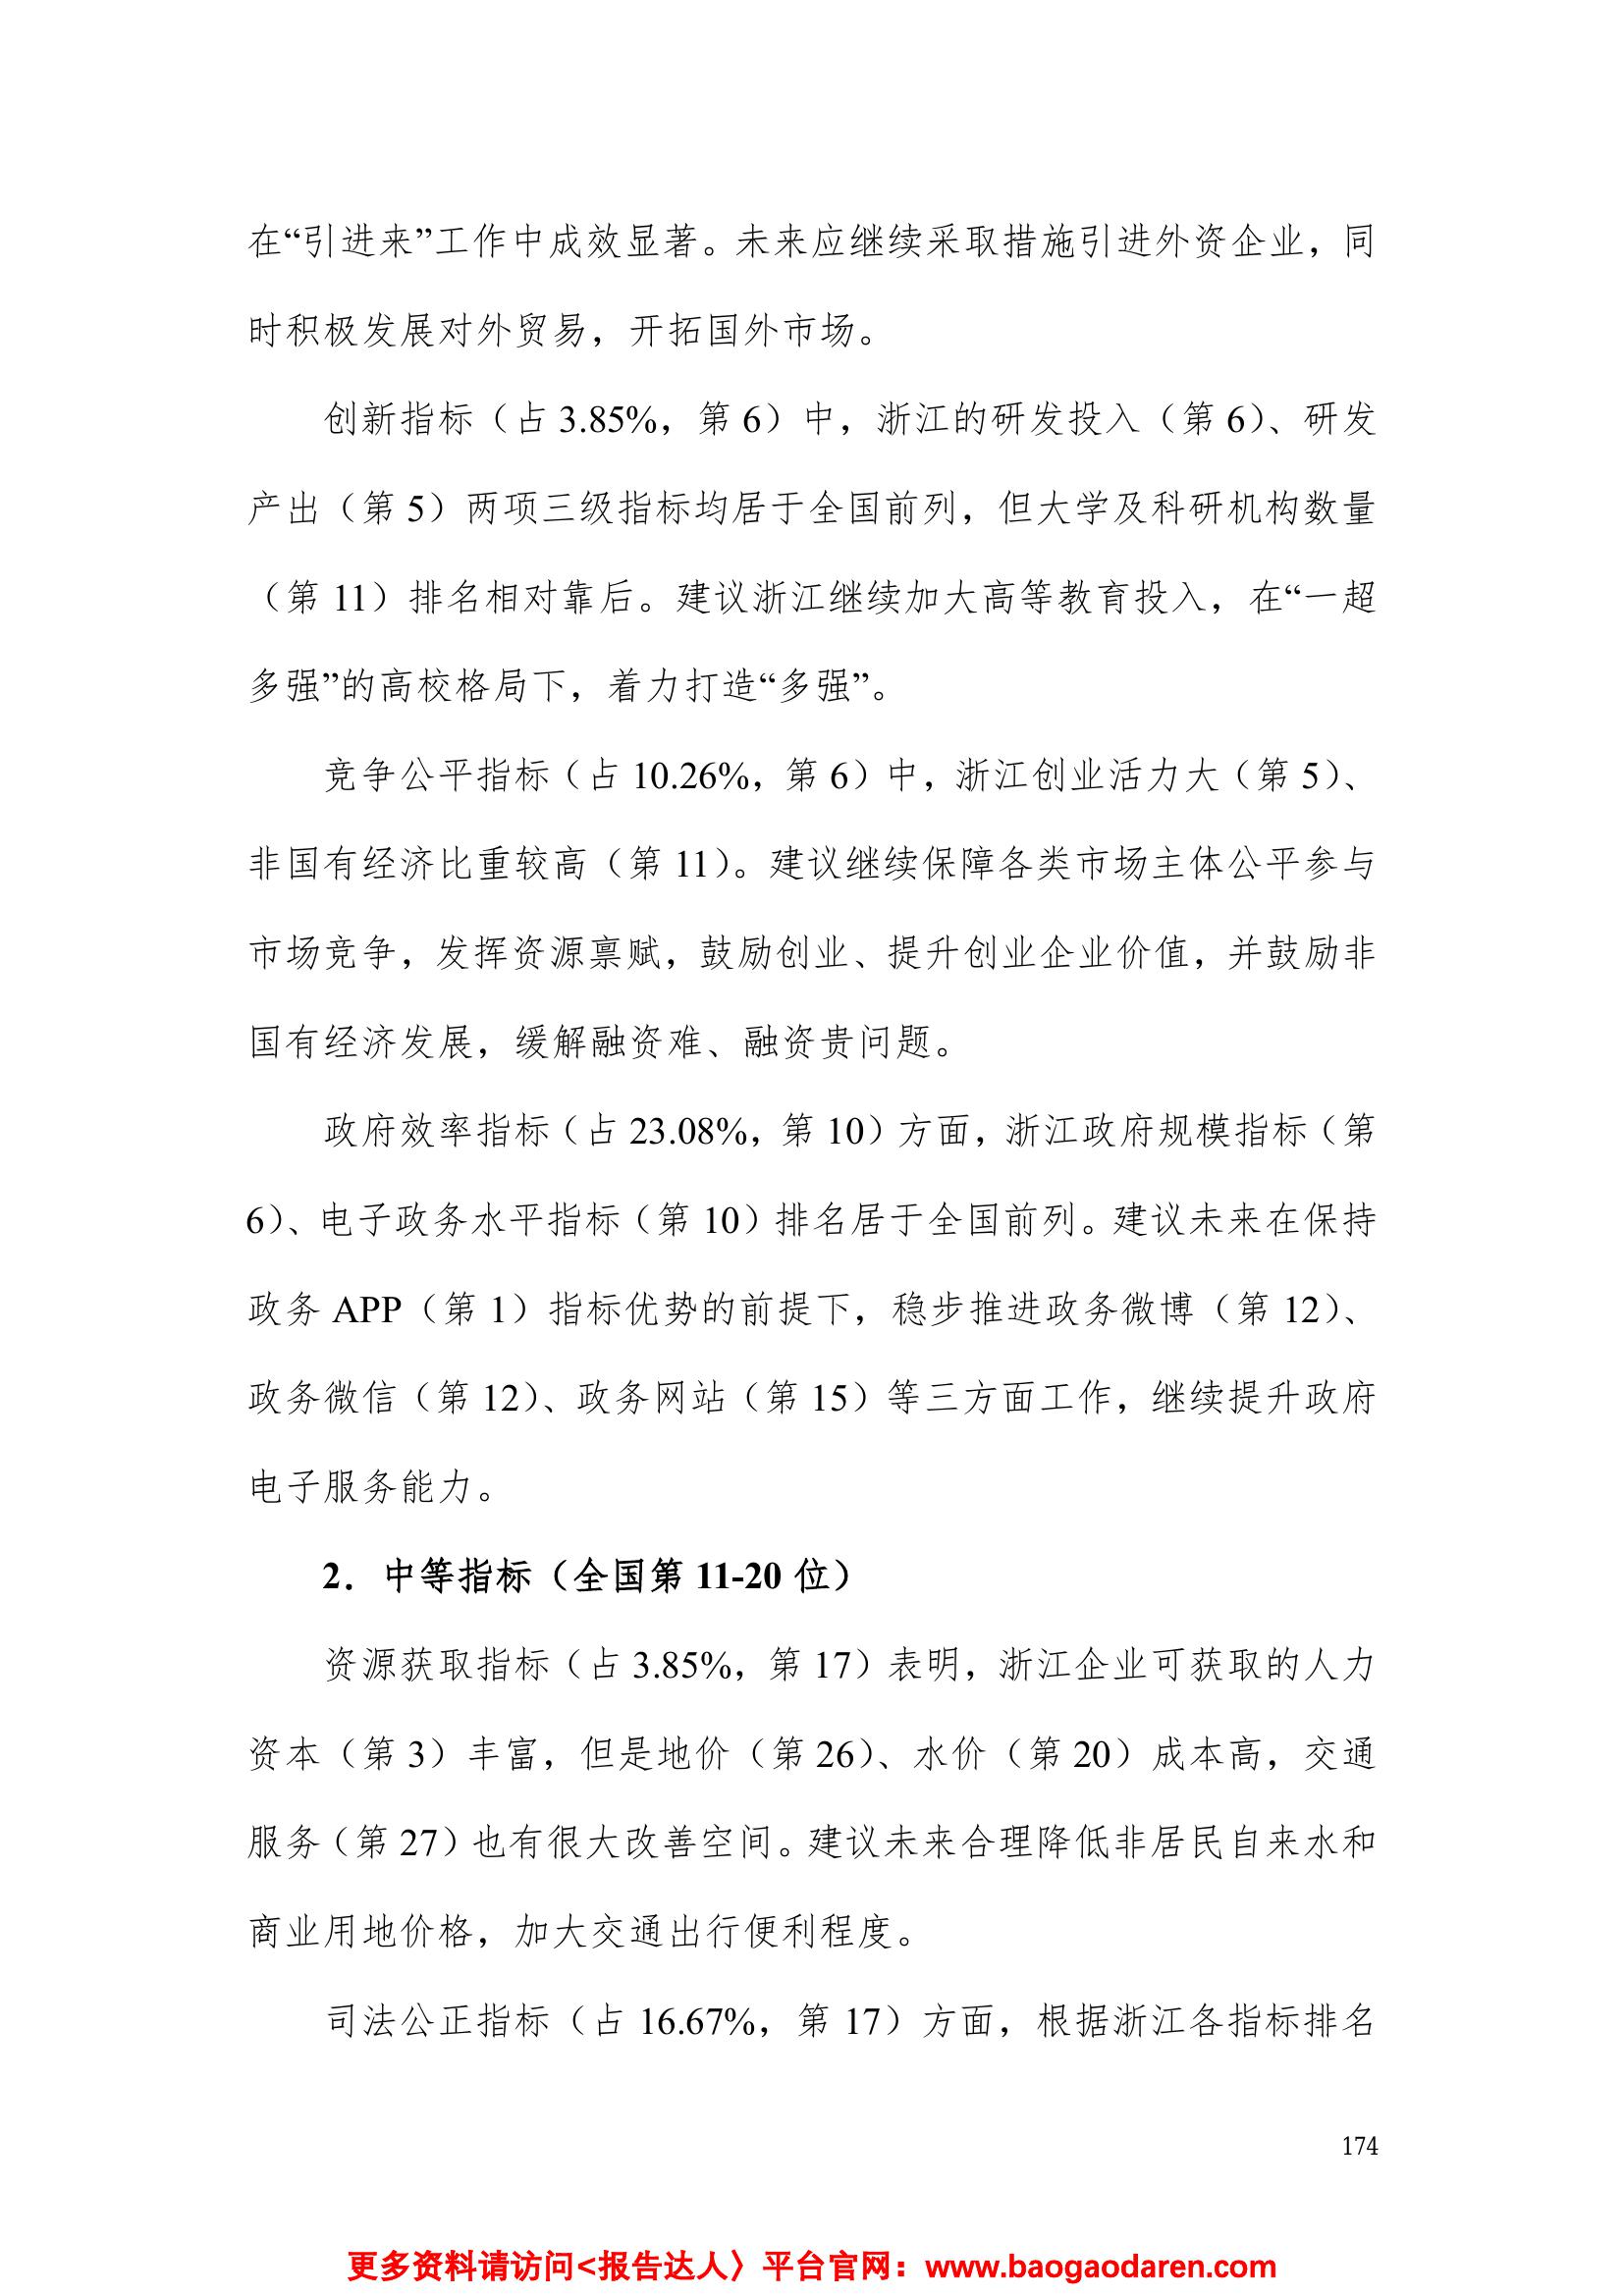 在“引进来”工作中成效显著。未来应继续采取措施引进外资企业，同
时积极发展对外贸易，开拓国外市场。
创新指标（占 3.85%，第 6）中，浙江的研发投入（第 6）、研发
产出（第 5）两项三级指标均居于全国前列，但大学及科研机构数量
（第 11）排名相对靠后。建议浙江继续加大高等教育投入，在“一超
多强”的高校格局下，着力打造“多强”。
竞争公平指标（占 10.26%，第 6）中，浙江创业活力大（第 5）、
非国有经济比重较高（第 11）。建议继续保障各类市场主体公平参与
市场竞争，发挥资源禀赋，鼓励创业、提升创业企业价值，并鼓励非
国有经济发展，缓解融资难、融资贵问题。
政府效率指标（占 23.08%，第 10）方面，浙江政府规模指标（第
6）、电子政务水平指标（第 10）排名居于全国前列。建议未来在保持
政务 APP（第 1）指标优势的前提下，稳步推进政务微博（第 12）、
政务微信（第 12）、政务网站（第 15）等三方面工作，继续提升政府
电子服务能力。
2．中等指标（全国第 11-20 位）
资源获取指标（占 3.85%，第 17）表明，浙江企业可获取的人力
资本（第 3）丰富，但是地价（第 26）、水价（第 20）成本高，交通
服务（第 27）也有很大改善空间。建议未来合理降低非居民自来水和
商业用地价格，加大交通出行便利程度。
司法公正指标（占 16.67%，第 17）方面，根据浙江各指标排名
174
更多资料请访问<报告达人〉平台官网：www.baogaodaren.com